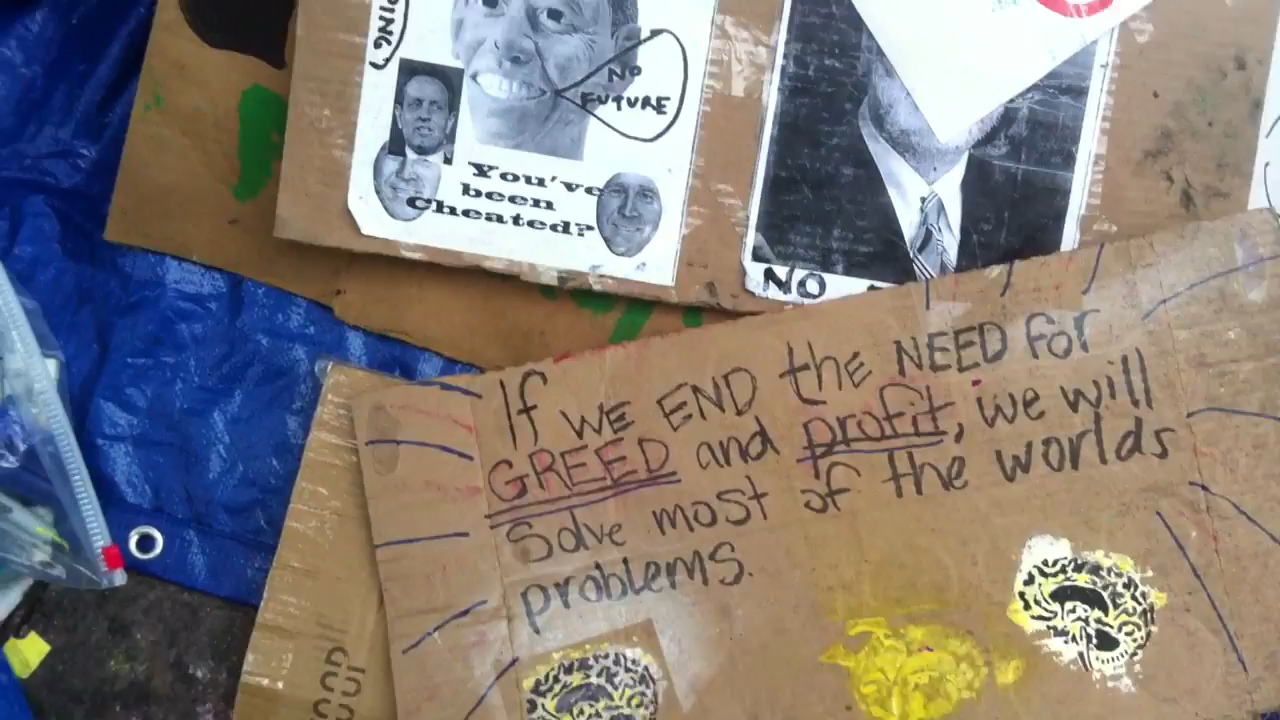 NO
FUTURE
You've
been
Cheated?
NO
If WE END the NEED for
GREED and profit, we will
Solve most of the worlds
problems.